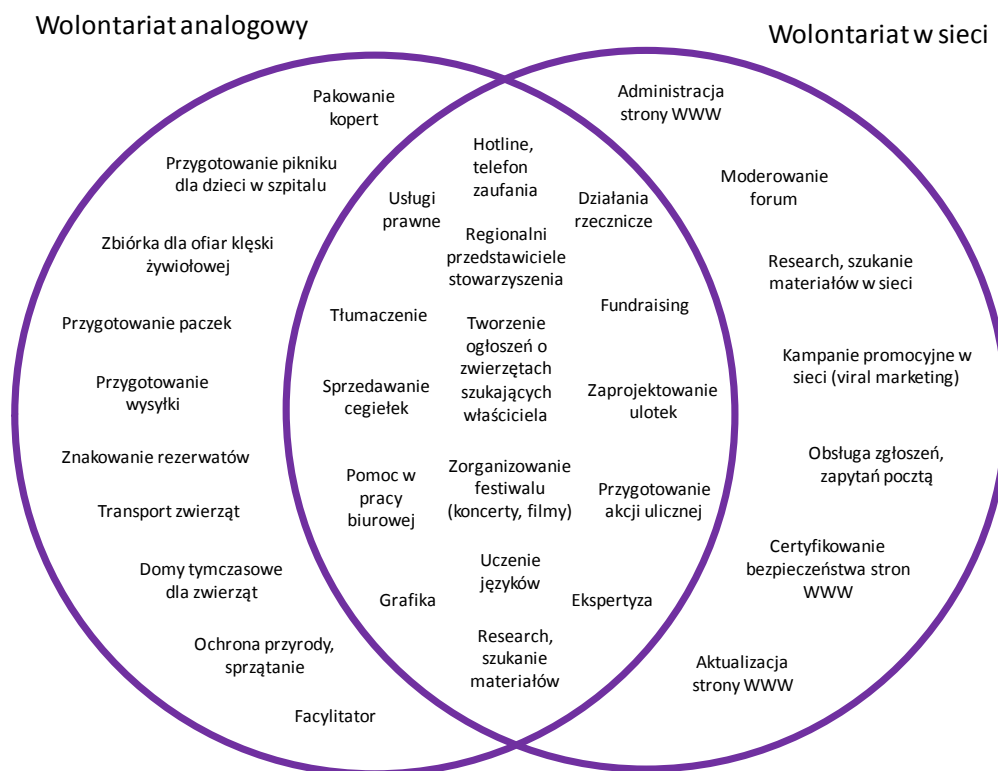 Wolontariat analogowy
Wolontariat w sieci
Pakowanie
kopert
Przygotowanie pikniku
dla dzieci w szpitalu
Zbiórka dla ofiar klęski
żywiołowej
Przygotowanie paczek
Przygotowanie
wysyłki
Znakowanie rezerwatów
Transport zwierząt
Domy tymczasowe
dla zwierząt
Ochrona przyrody,
sprzątanie
Facylitator
Hotline,
telefon
zaufania
Usługi
prawne
Działania
rzecznicze
Regionalni
przedstawiciele
stowarzyszenia
Tłumaczenie
Fundraising
Tworzenie
ogłoszeń o
zwierzętach
szukających
właściciela
Sprzedawanie
cegiełek
Zaprojektowanie
ulotek
Pomoc w
pracy
biurowej
Zorganizowanie
festiwalu
(koncerty, filmy)
Przygotowanie
akcji ulicznej
Uczenie
języków
Grafika
Ekspertyza
Research,
szukanie
materiałów
Administracja
strony WWW
Moderowanie
forum
Research, szukanie
materiałów w sieci
Kampanie promocyjne w
sieci (viral marketing)
Obsługa zgłoszeń,
zapytań pocztą
Certyfikowanie
bezpieczeństwa stron
WWW
Aktualizacja
strony WWW